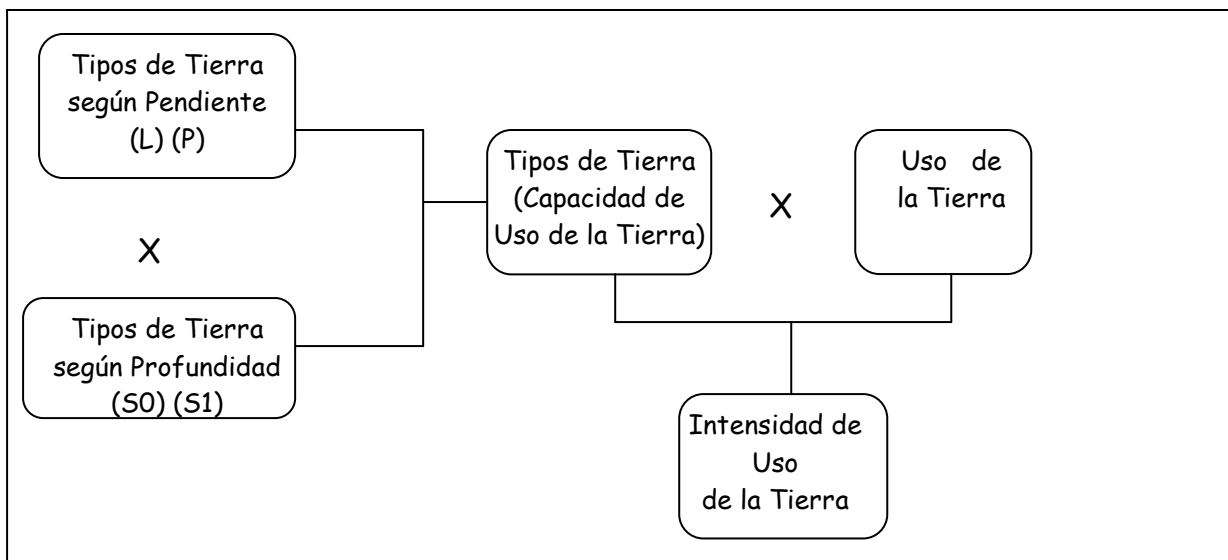 Tipos de Tierra
según Pendiente
(L) (P)
X
Tipos de Tierra
según Profundidad
(S0) (S1)
Tipos de Tierra
(Capacidad de
Uso de la Tierra)
X
Uso de
la Tierra
Intensidad de
Uso
de la Tierra